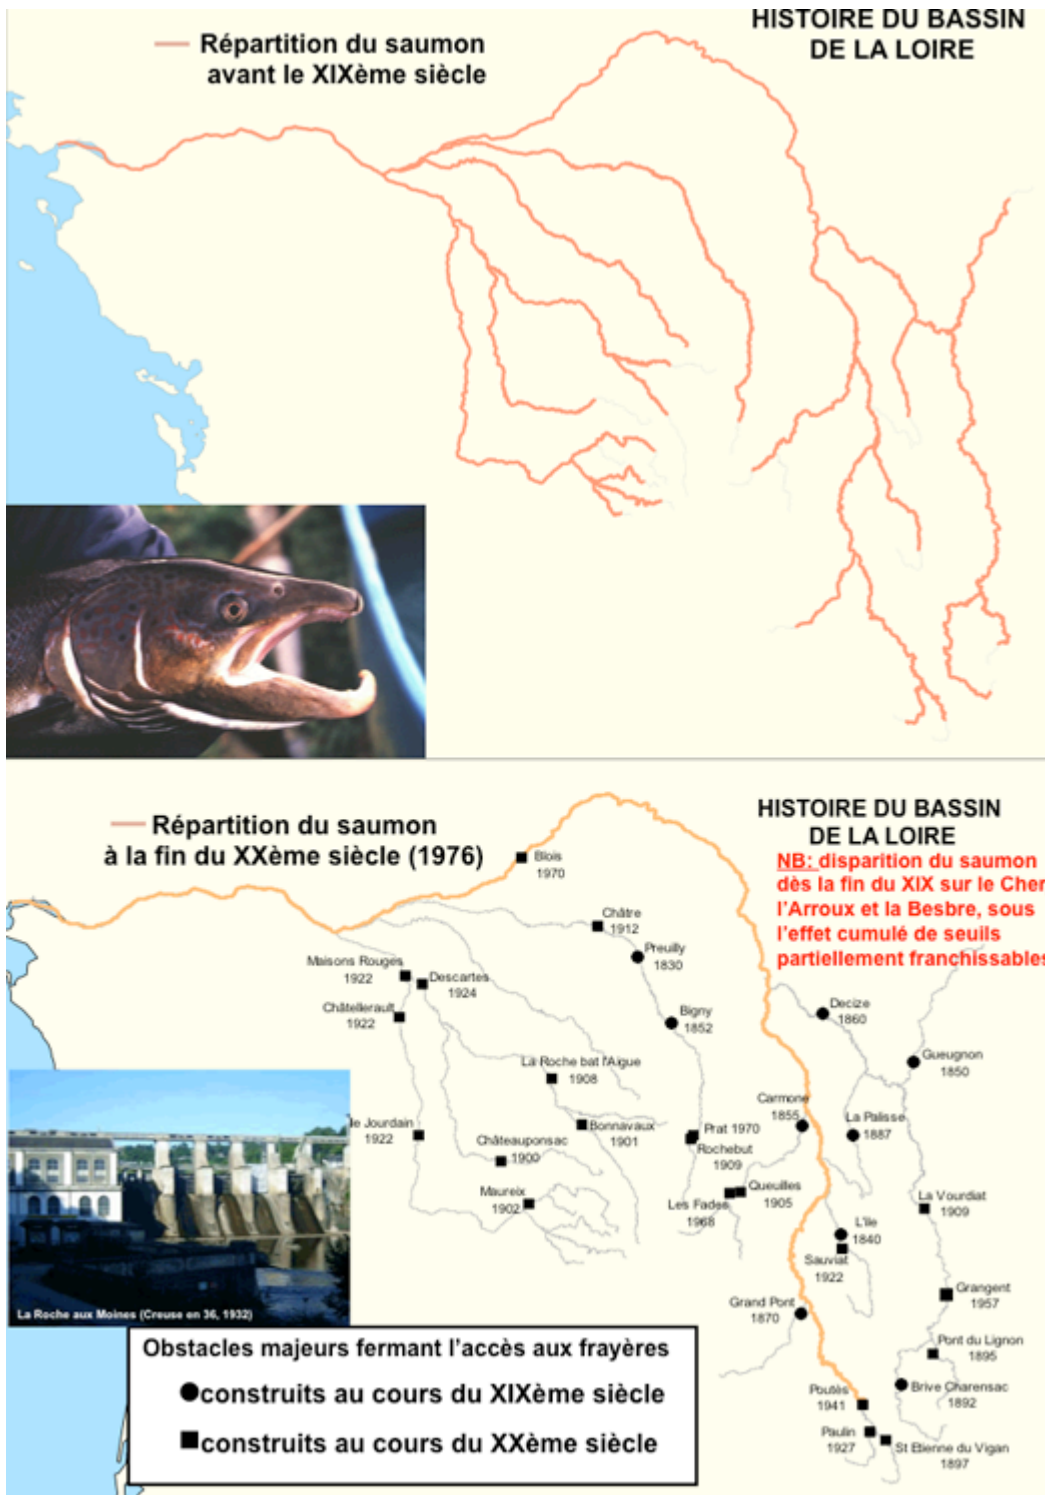 HISTOIRE DU BASSIN
DE LA LOIRE
Répartition du saumon
avant le XIXème siècle
HISTOIRE DU BASSIN
DE LA LOIRE
NB: disparition du saumon
dès la fin du XIX sur le Cher
l'Arroux et la Besbre, sous
l'effet cumulé de seuils
partiellement franchissables
Répartition du saumon
à la fin du XXème siècle (1976)
Blois
1970
Châtre
1912
Preuilly
1830
Maisons Rouges
1922
Descartes
1924
Châtellerault
1922
Bigny
1852
Decize
1860
Gueugnon
1850
La Roche bat l'Aigue
1908
Carmone
1855
La Palisse
1887
le Jourdain
1922
Bonnavaux
1901
Prat 1970
Rochebut
1909
Châteauponsac
1900
Maureix
1902
Queuilles
1905
Les Fades
1968
La Vourdiat
1909
L'île
1840
Sauviat
1922
Grangent
1957
Grand Pont
1870
Pont du Lignon
1895
Brive Charensac
1892
Poutès
1941
Paulin
1927
St Etienne du Vigan
1897
La Roche aux Moines (Creuse en 36, 1932)
Obstacles majeurs fermant l'accès aux frayères
construits au cours du XIXème siècle
construits au cours du XXème siècle